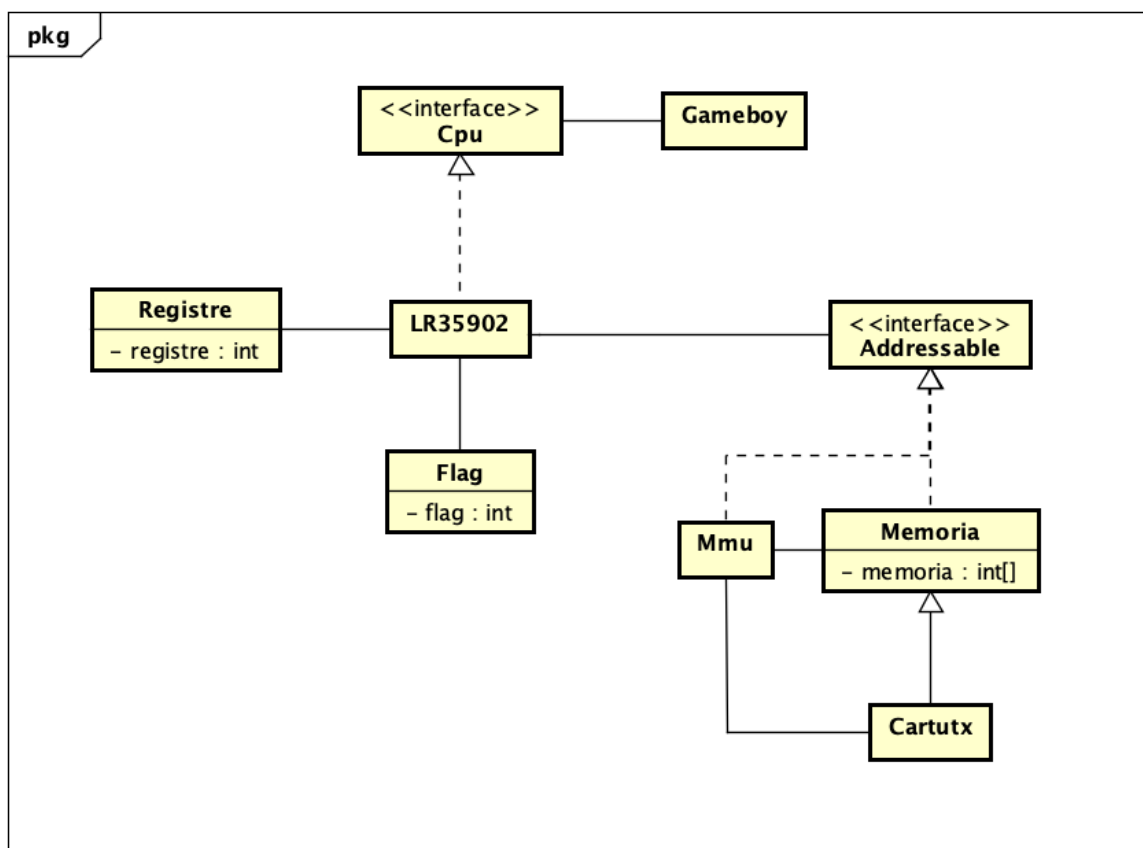 pkg
<<interface>>
Cpu
Gameboy
Registre
– registre : int
LR35902
<<interface>>
Addressable
Flag
– flag : int
Mmu
Memoria
– memoria : int[]
Cartutx